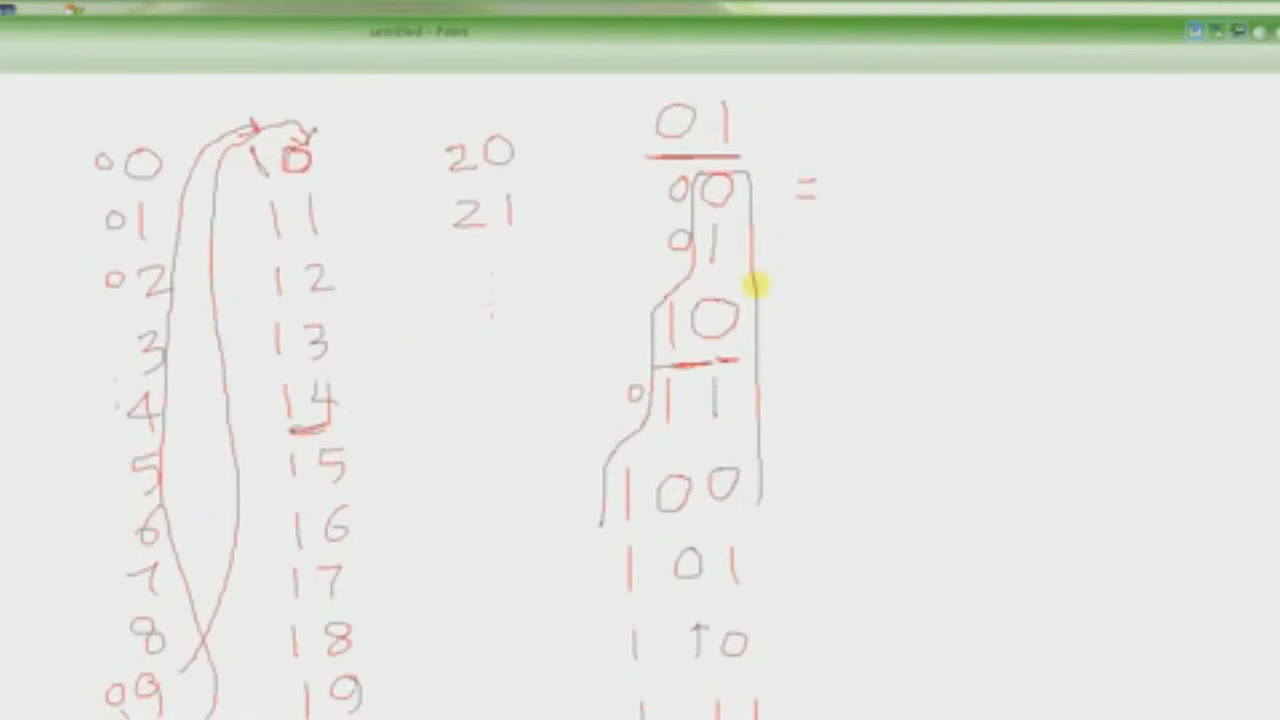 untitled - Paint
00 10 20 01
01 11 21 00 =
02 12 01
3 13 10
4 14 011
5 15 100
6 16 101
7 17 110
8 18 111
09 19